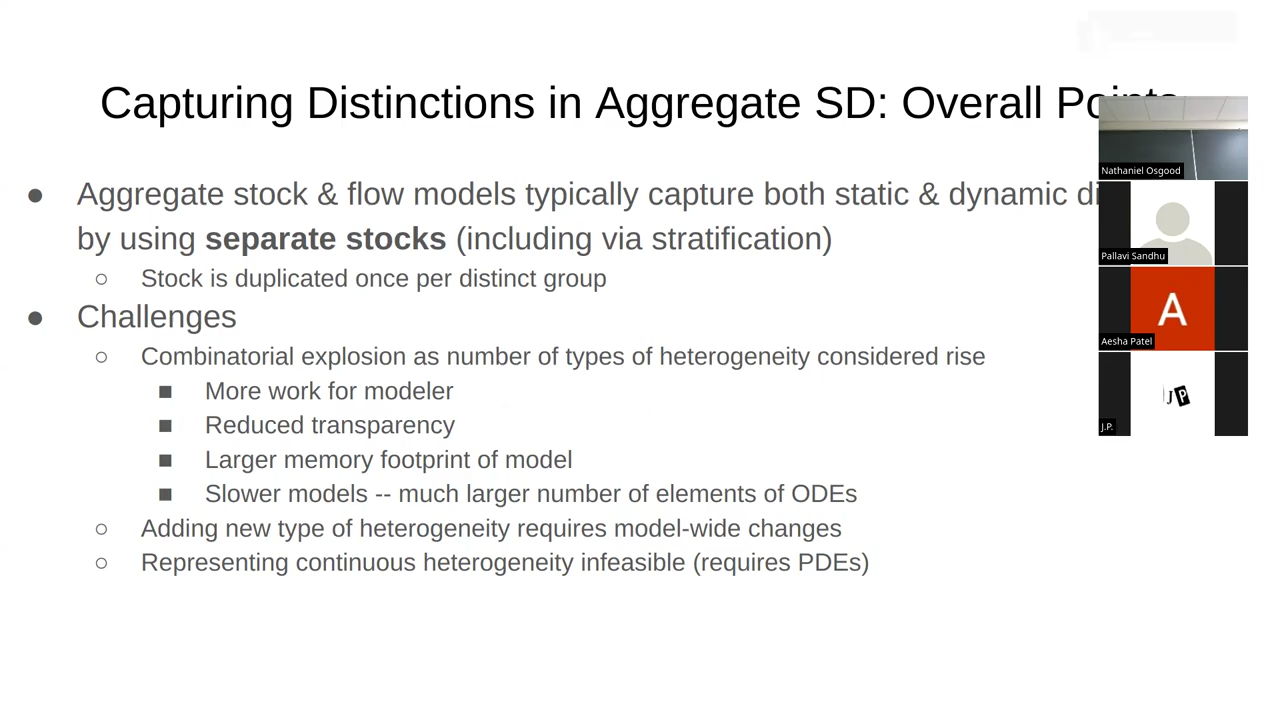 Capturing Distinctions in Aggregate SD: Overall Points
● Aggregate stock & flow models typically capture both static & dynamic
by using separate stocks (including via stratification)
○ Stock is duplicated once per distinct group
● Challenges
○ Combinatorial explosion as number of types of heterogeneity considered rise
■ More work for modeler
■ Reduced transparency
■ Larger memory footprint of model
■ Slower models -- much larger number of elements of ODEs
○ Adding new type of heterogeneity requires model-wide changes
○ Representing continuous heterogeneity infeasible (requires PDEs)
Nathaniel Osgood
Pallavi Sandhu
A
Aesha Patel
JP
J.P.